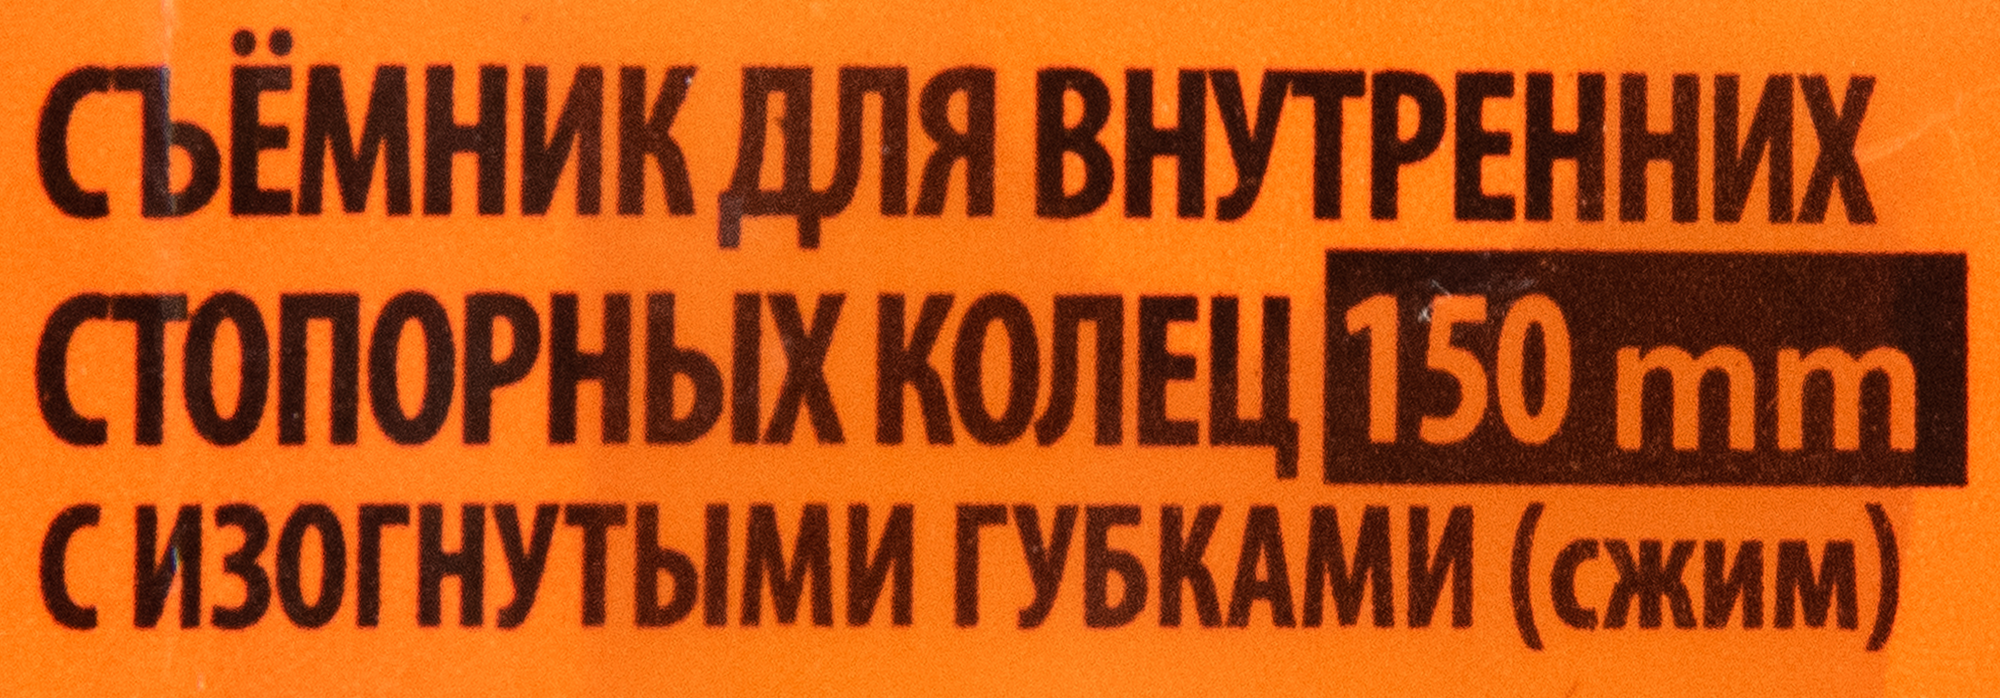 СЪЁМНИК ДЛЯ ВНУТРЕННИХ
СТОПОРНЫХ КОЛЕЦ 150 mm
С ИЗОГНУТЫМИ ГУБКАМИ (сжим)